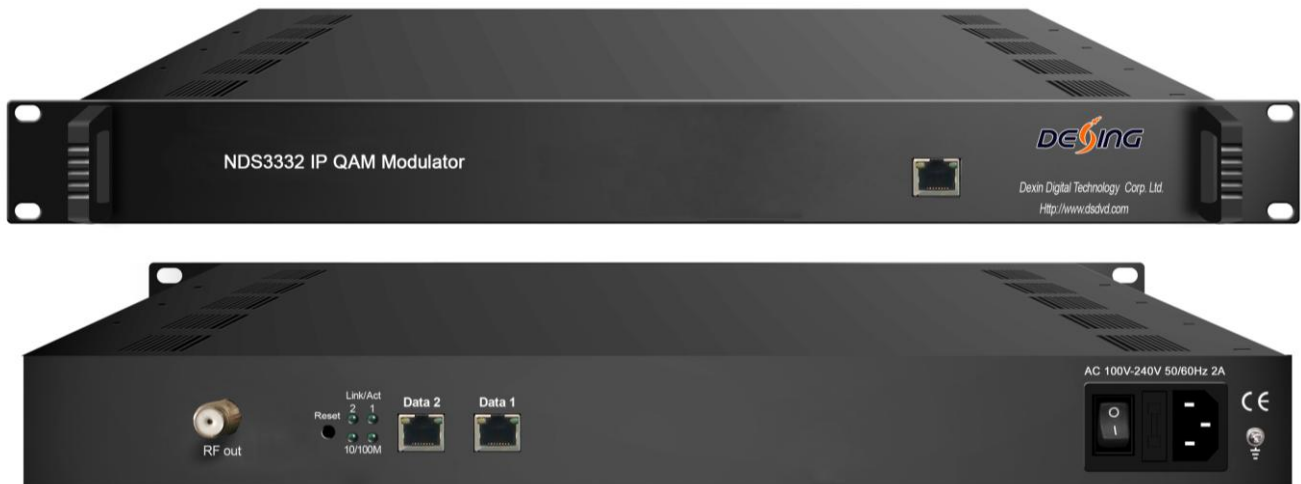 NDS3332 IP QAM Modulator
DESING
Dexin Digital Technology Corp. Ltd.
Http://www.dsdvd.com
AC 100V-240V 50/60Hz 2A
Link/Act
2 1
Reset
10/100M
Data 2
Data 1
RF out
O
I
CE